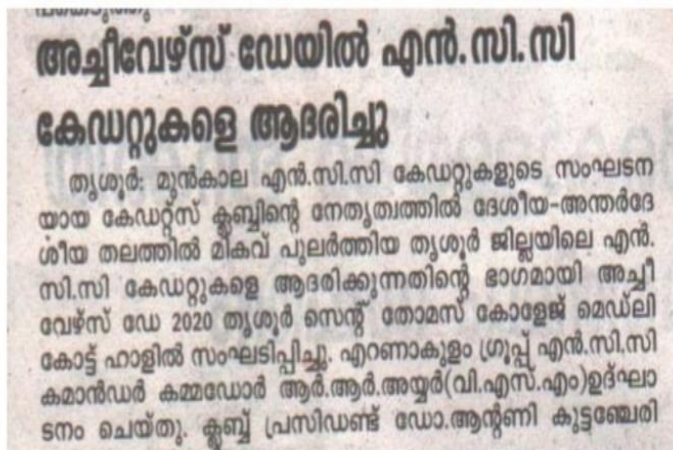 അച്ചീവേഴ്സ് ഡേയിൽ എൻ.സി.സി
കേഡറ്റുകളെ ആദരിച്ചു
തൃശൂർ: മുൻകാല എൻ.സി.സി കേഡറ്റുകളുടെ സംഘടന
യായ കേഡറ്റ്സ് ക്ലബ്ബിന്റെ നേതൃത്വത്തിൽ ദേശീയ-അന്തർദേ
ശീയ തലത്തിൽ മികവ് പുലർത്തിയ തൃശൂർ ജില്ലയിലെ എൻ.
സി.സി കേഡറ്റുകളെ ആദരിക്കുന്നതിന്റെ ഭാഗമായി അച്ചീ
വേഴ്സ് ഡേ 2020 തൃശൂർ സെന്റ് തോമസ് കോളേജ് മെഡ്‌ലി
കോട്ട് ഹാളിൽ സംഘടിപ്പിച്ചു. എറണാകുളം ഗ്രൂപ്പ് എൻ.സി.സി
കമാൻഡർ കമ്മഡോർ ആർ.ആർ.അയ്യർ(വി.എസ്.എം)ഉദ്ഘാ
ടനം ചെയ്തു. ക്ലബ്ബ് പ്രസിഡണ്ട് ഡോ.ആന്റണി കുട്ടഞ്ചേരി